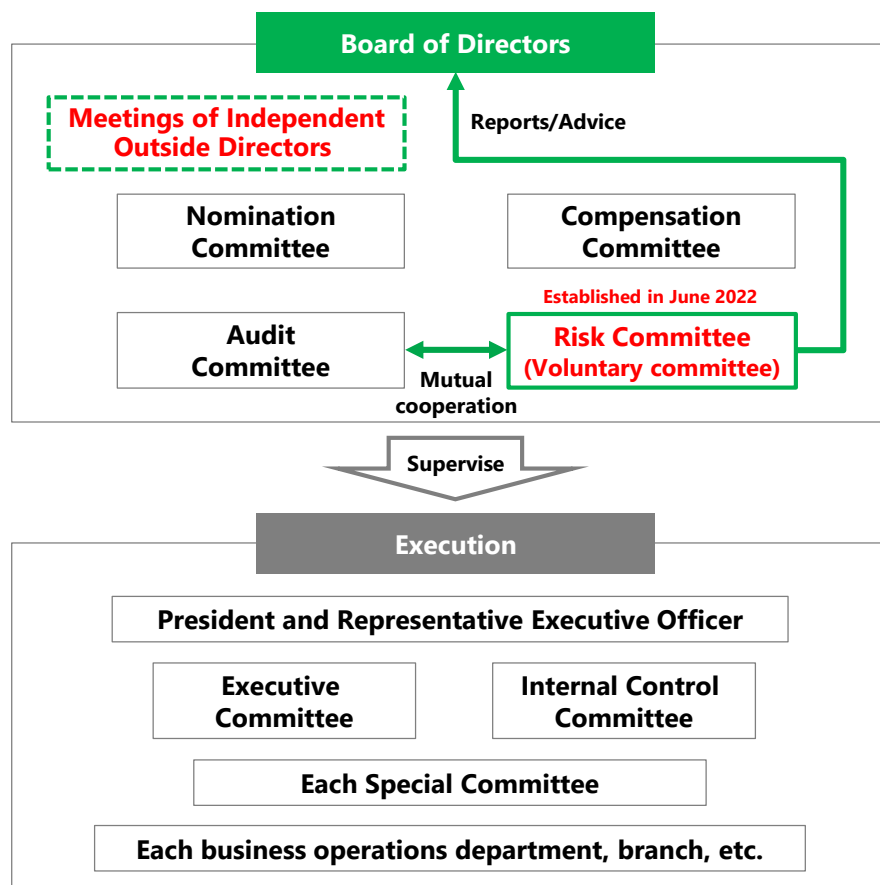 Board of Directors
Meetings of Independent
Outside Directors
Reports/Advice
Nomination
Committee
Compensation
Committee
Established in June 2022
Audit
Committee
Risk Committee
(Voluntary committee)
Mutual
cooperation
Supervise
Execution
President and Representative Executive Officer
Executive
Committee
Internal Control
Committee
Each Special Committee
Each business operations department, branch, etc.